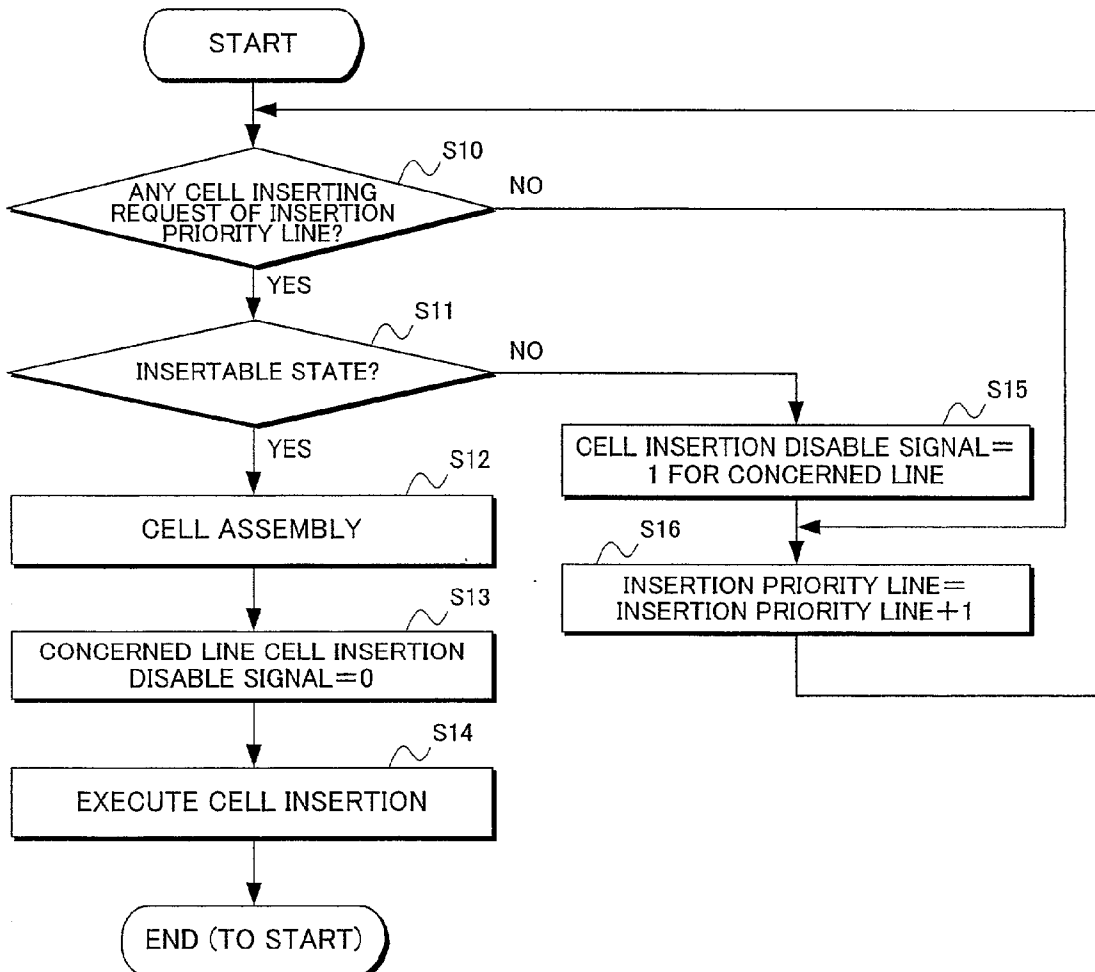 START
S10
ANY CELL INSERTING
REQUEST OF INSERTION
PRIORITY LINE?
NO
YES
S11
INSERTABLE STATE?
NO
YES
S15
CELL INSERTION DISABLE SIGNAL=
1 FOR CONCERNED LINE
S12
CELL ASSEMBLY
S16
INSERTION PRIORITY LINE=
INSERTION PRIORITY LINE+1
S13
CONCERNED LINE CELL INSERTION
DISABLE SIGNAL=0
S14
EXECUTE CELL INSERTION
END (TO START)